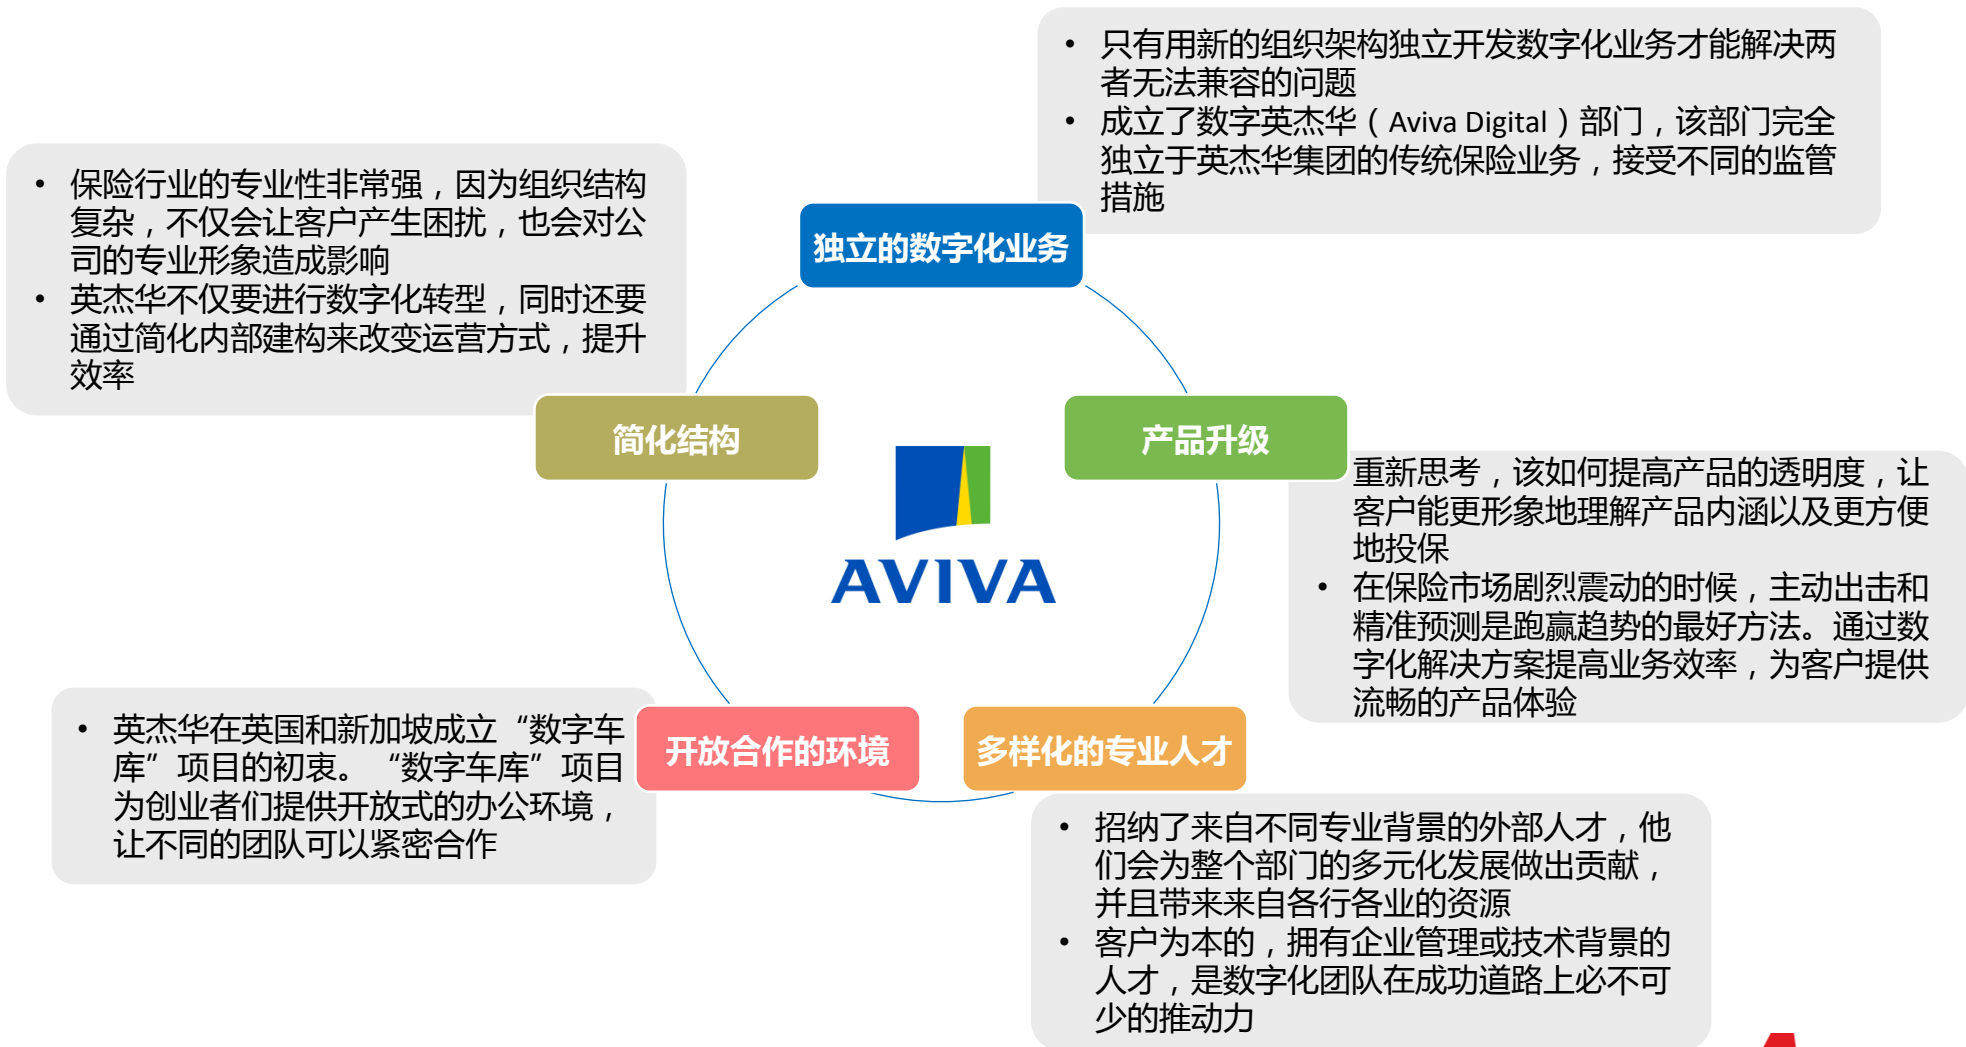 • 只有用新的组织架构独立开发数字化业务才能解决两
者无法兼容的问题
• 成立了数字英杰华（Aviva Digital）部门，该部门完全
独立于英杰华集团的传统保险业务，接受不同的监管
措施
独立的数字化业务
• 保险行业的专业性非常强，因为组织结构
复杂，不仅会让客户产生困扰，也会对公
司的专业形象造成影响
• 英杰华不仅要进行数字化转型，同时还要
通过简化内部建构来改变运营方式，提升
效率
简化结构
产品升级
重新思考，该如何提高产品的透明度，让
客户能更形象地理解产品内涵以及更方便
地投保
• 在保险市场剧烈震动的时候，主动出击和
精准预测是跑赢趋势的最好方法。通过数
字化解决方案提高业务效率，为客户提供
流畅的产品体验
AVIVA
• 英杰华在英国和新加坡成立“数字车
库”项目的初衷。“数字车库”项目
为创业者们提供开放式的办公环境，
让不同的团队可以紧密合作
开放合作的环境
多样化的专业人才
• 招纳了来自不同专业背景的外部人才，他
们会为整个部门的多元化发展做出贡献，
并且带来来自各行各业的资源
• 客户为本的，拥有企业管理或技术背景的
人才，是数字化团队在成功道路上必不可
少的推动力